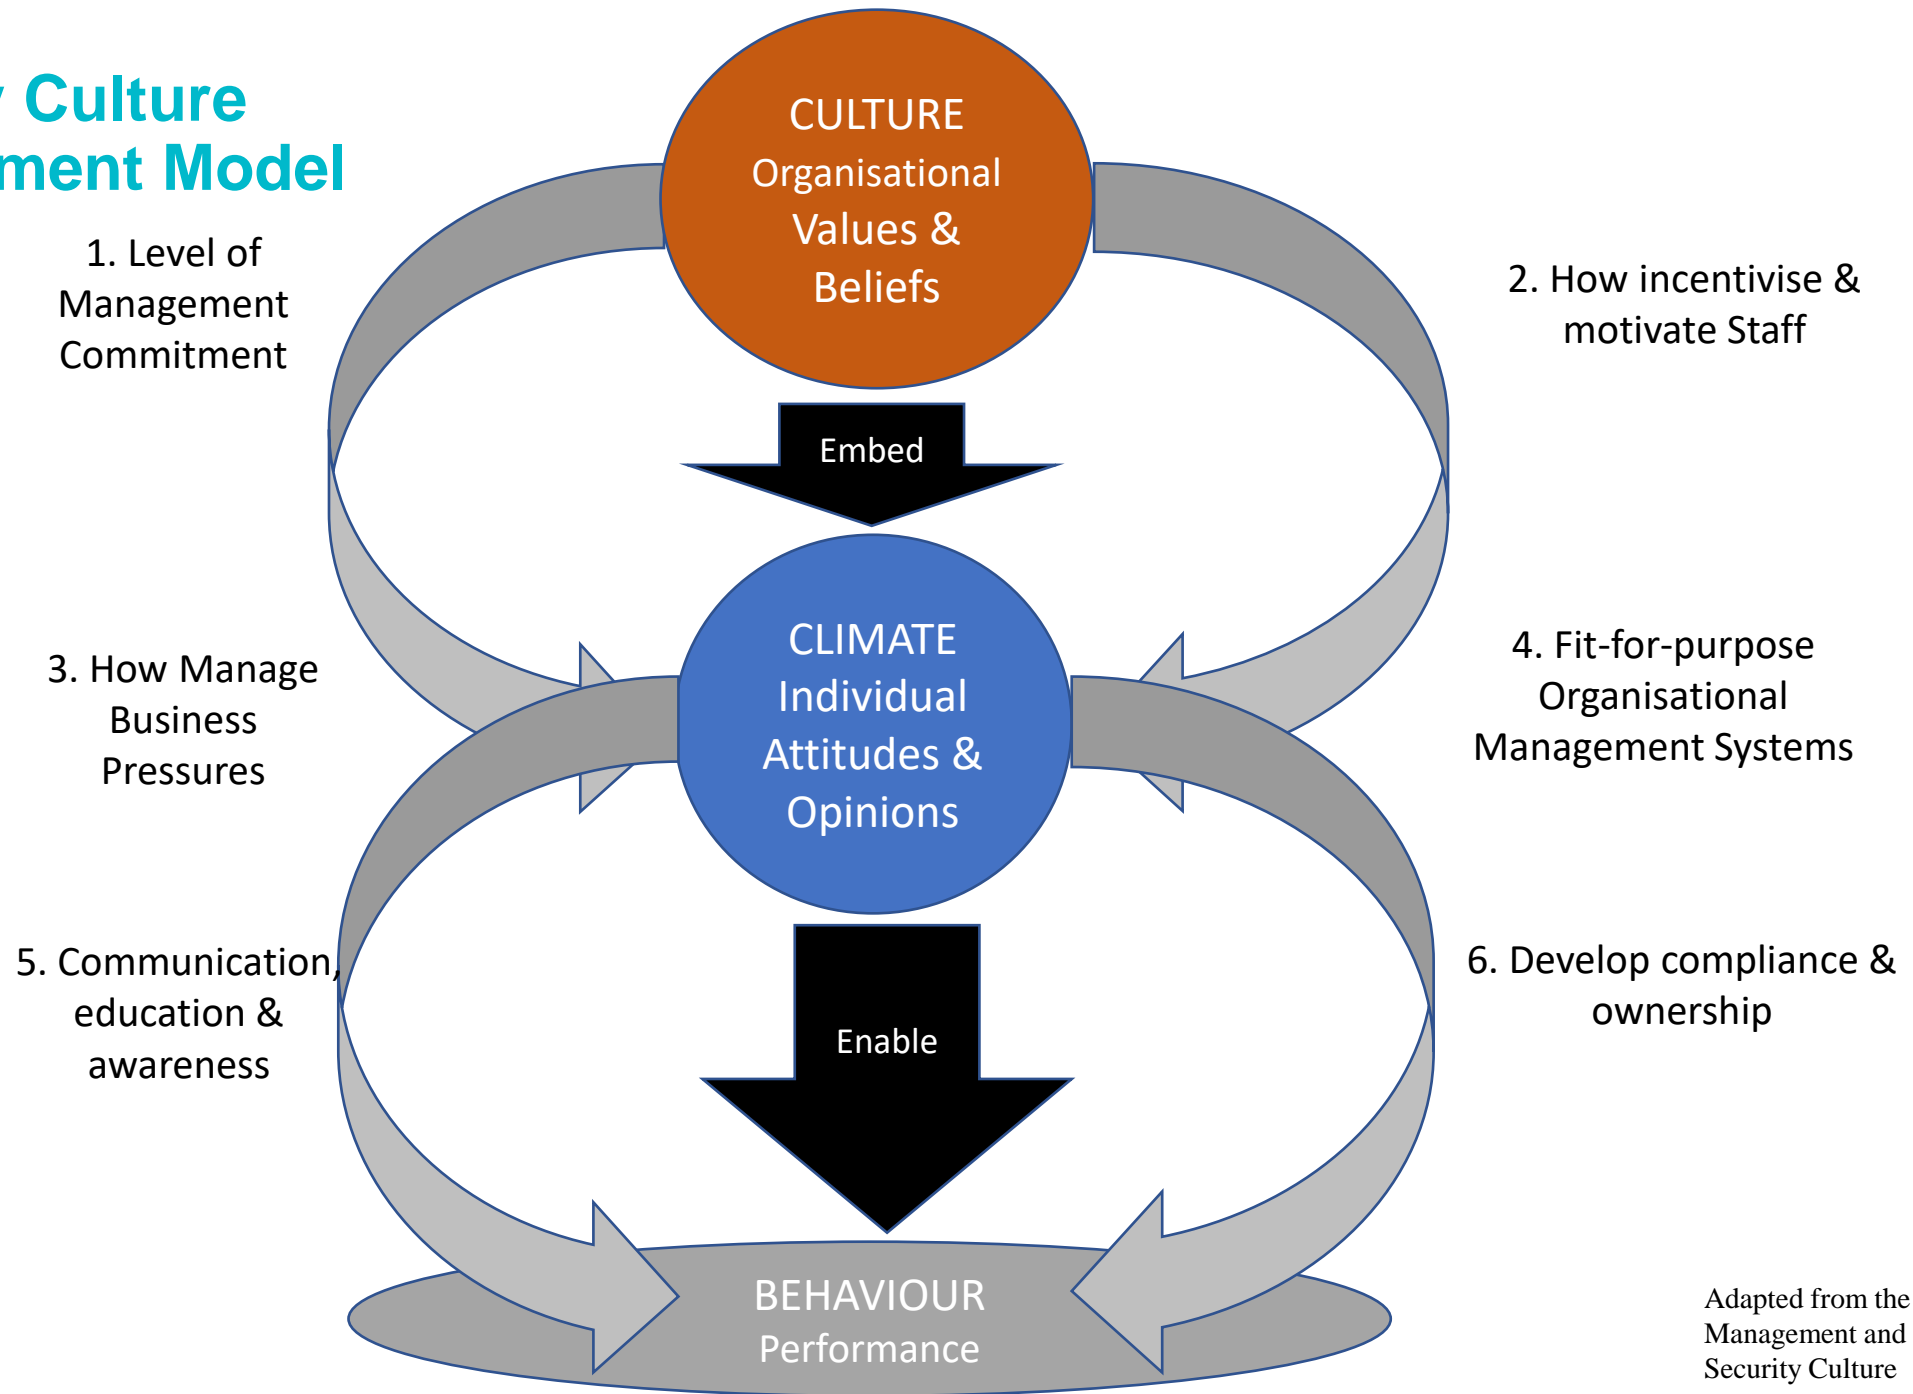 Culture
ment Model
CULTURE
Organisational
Values &
Beliefs
1. Level of
Management
Commitment
2. How incentivise &
motivate Staff
Embed
CLIMATE
Individual
Attitudes &
Opinions
3. How Manage
Business
Pressures
4. Fit-for-purpose
Organisational
Management Systems
5. Communication,
education &
awareness
6. Develop compliance &
ownership
Enable
BEHAVIOUR
Performance
Adapted from the
Management and
Security Culture